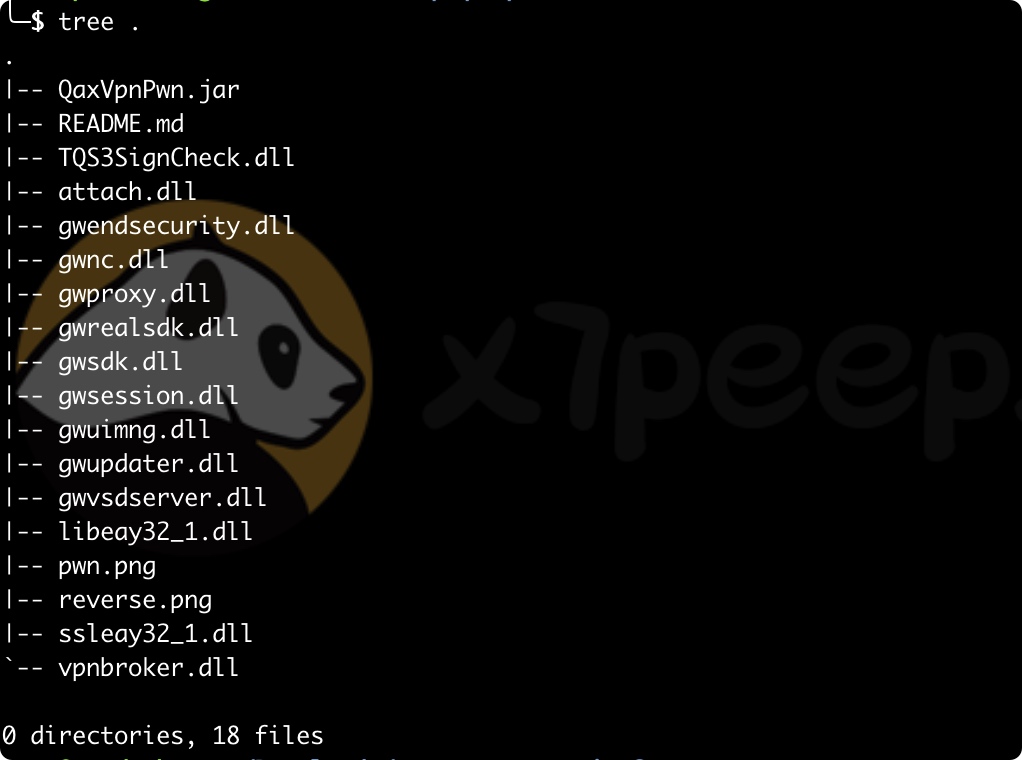 └─$ tree .
.
|-- QaxVpnPwn.jar
|-- README.md
|-- TQS3SignCheck.dll
|-- attach.dll
|-- gwendsecurity.dll
|-- gwnc.dll
|-- gwproxy.dll
|-- gwrealsdk.dll
|-- gwsdk.dll
|-- gwsession.dll
|-- gwuimng.dll
|-- gwupdater.dll
|-- gwvsdserver.dll
|-- libeay32_1.dll
|-- pwn.png
|-- reverse.png
|-- ssleay32_1.dll
`-- vpnbroker.dll
0 directories, 18 files
x7peep.